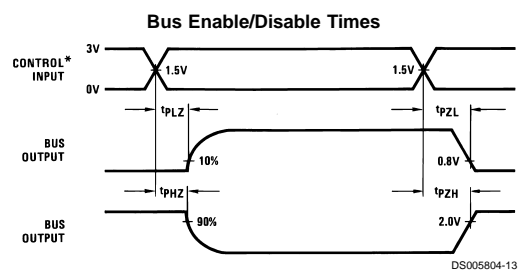 Bus Enable/Disable Times
3V
CONTROL*
INPUT
0V
1.5V
1.5V
tPLZ
tPZL
BUS
OUTPUT
10%
0.8V
tPHZ
tPZH
BUS
OUTPUT
90%
2.0V
DS005804-13